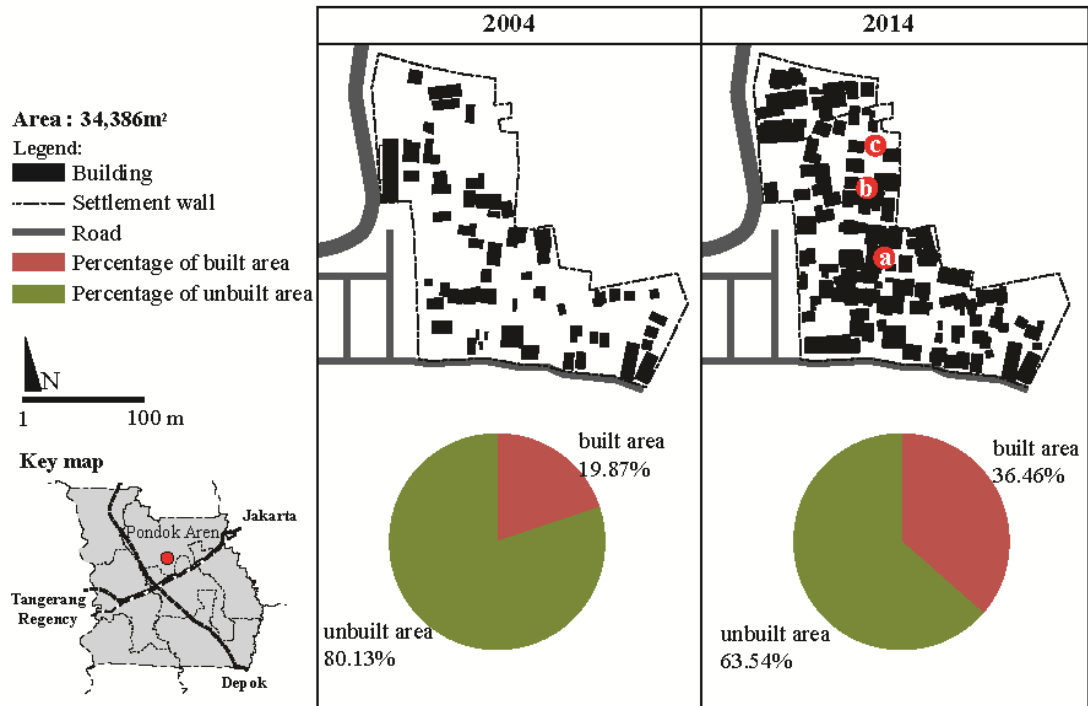 2004
2014
Area : 34,386m²
Legend:
Building
Settlement wall
Road
Percentage of built area
Percentage of unbuilt area
N
1 100 m
Key map
Pondok Aren
Jakarta
Tangerang
Regency
Depok
built area
19.87%
unbuilt area
80.13%
c
b
a
built area
36.46%
unbuilt area
63.54%